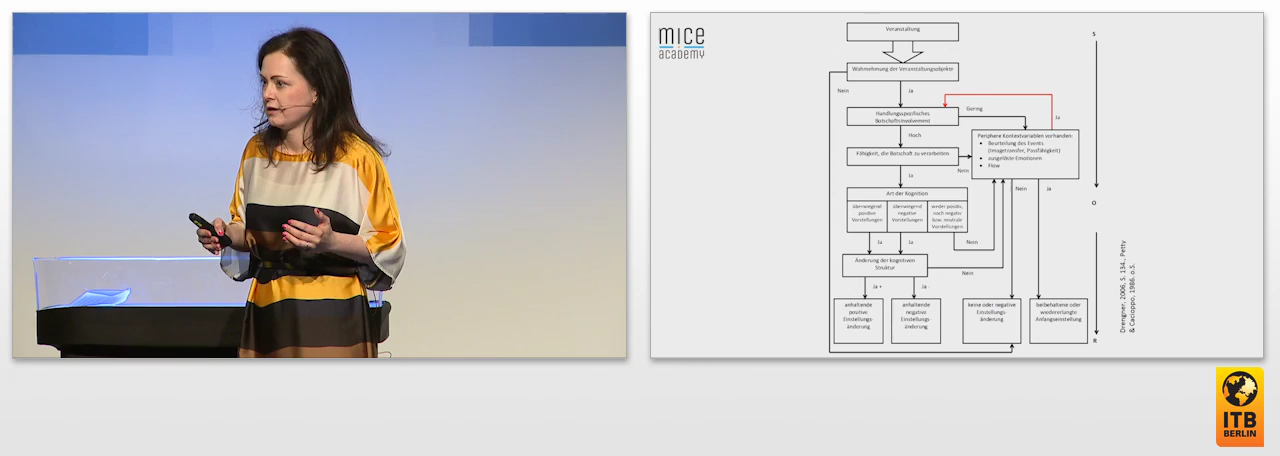 mice
academy
Veranstaltung
Wahrnehmung der Veranstaltungsobjekte
Nein
Ja
Handlungsspezifisches
Botschaftsinvolvement
Gering
Ja
Hoch
Periphere Kontextvariablen vorhanden:
• Beurteilung des Events
(Imagetransfer, Passfähigkeit)
• ausgelöste Emotionen
• Flow
Fähigkeit, die Botschaft zu verarbeiten
Nein
Ja
Art der Kognition
überwiegend
positive
Vorstellungen
überwiegend
negative
Vorstellungen
weder positiv,
noch negativ
bzw. neutrale
Vorstellungen
Nein
Ja
Ja
Ja
Nein
Änderung der kognitiven
Struktur
Nein
Ja +
Ja -
anhaltende
positive
Einstellungs-
änderung
anhaltende
negative
Einstellungs-
änderung
keine oder negative
Einstellungs-
änderung
beibehaltene oder
wiedererlangte
Anfangseinstellung
S
O
R
Drengner, 2006, S. 134., Petty
& Cacioppo, 1986. o.S.
ITB
BERLIN